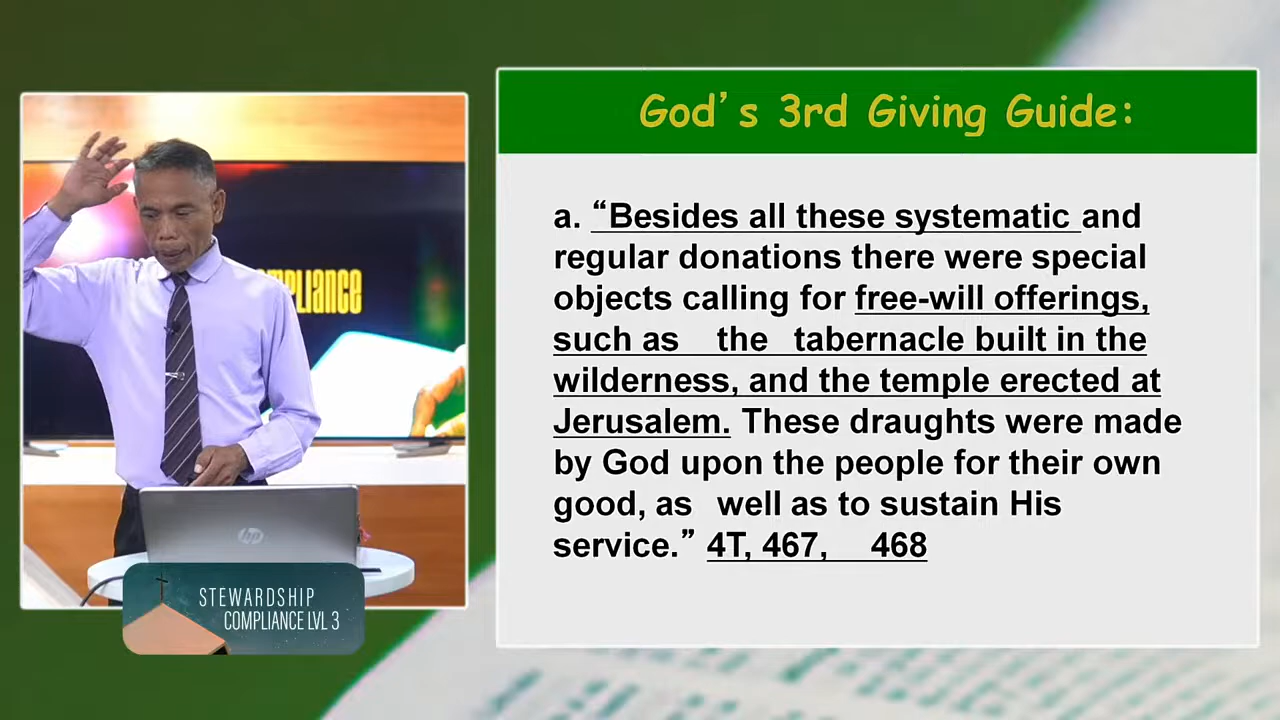 God's 3rd Giving Guide:
a. “Besides all these systematic and
regular donations there were special
objects calling for free-will offerings,
such as the tabernacle built in the
wilderness, and the temple erected at
Jerusalem. These draughts were made
by God upon the people for their own
good, as well as to sustain His
service.” 4T, 467, 468
hp
STEWARDSHIP
COMPLIANCE LVL 3